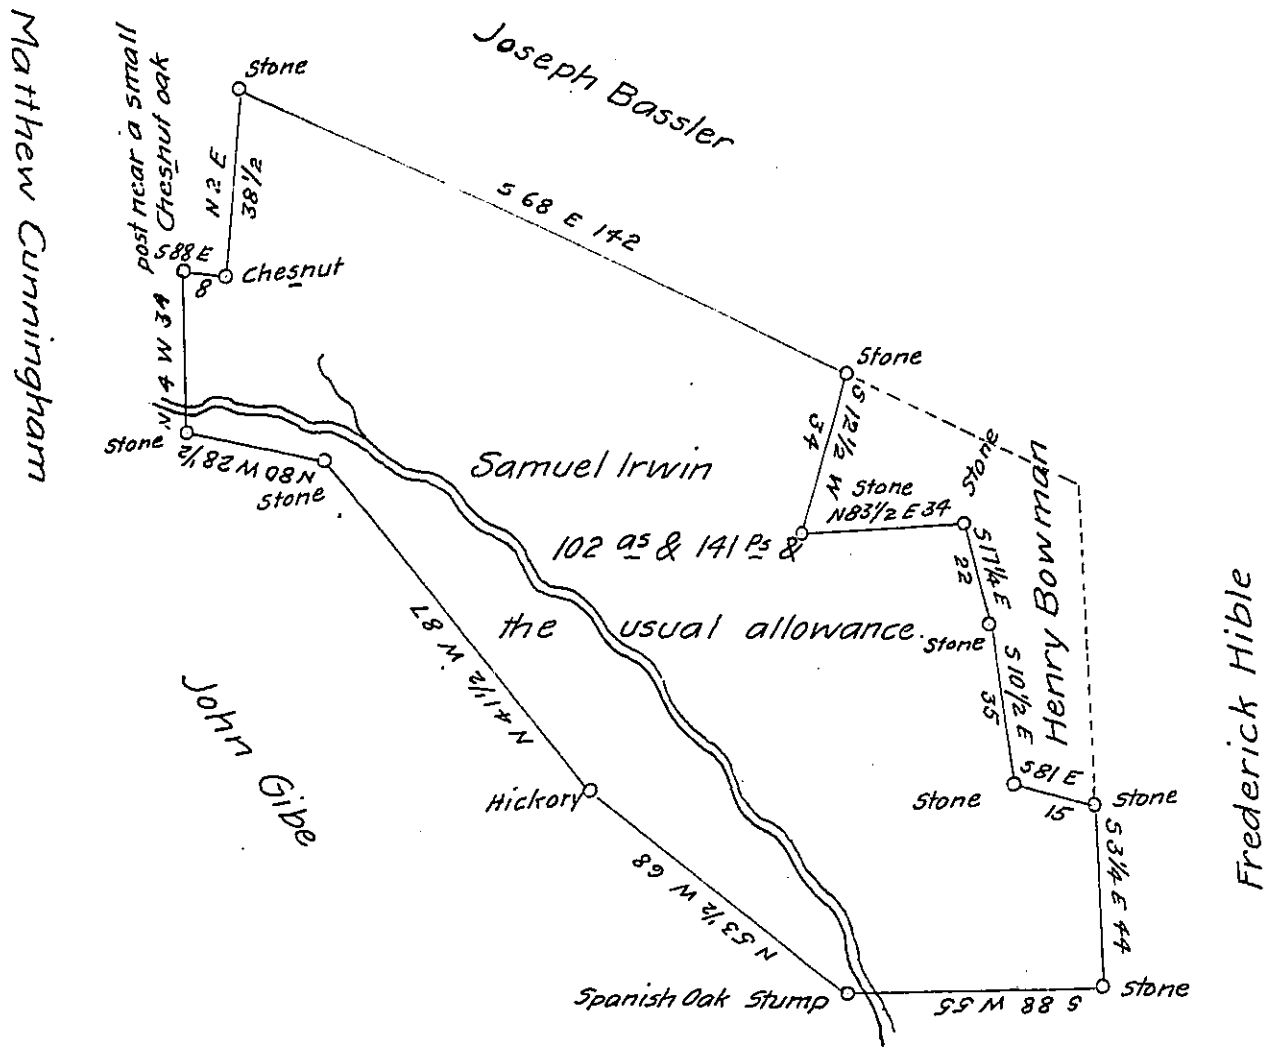 Joseph Bassler
Stone
post near a small
Chesnut oak
Matthew Cunningham
N 2 E
38 1/2
S 68 E 142
S 88 E
8
Chesnut
N 14 W 34
Stone
N 80 W 28 1/2
Stone
Stone
S 12 1/2 W
34
Samuel Irwin
102 as & 141 Ps &
the usual allowance.
Stone
N83 1/2 E 34
Stone
Henry Bowman
S 17 1/4 E
22
Stone
S 10 1/2 E
35
Stone
S 81 E
15
Stone
Frederick Hible
S 3 1/4 E 44
Stone
S 88 W 55
Spanish Oak Stump
N 53 1/2 W 68
Hickory
N 41 1/2 W 87
John Gibe